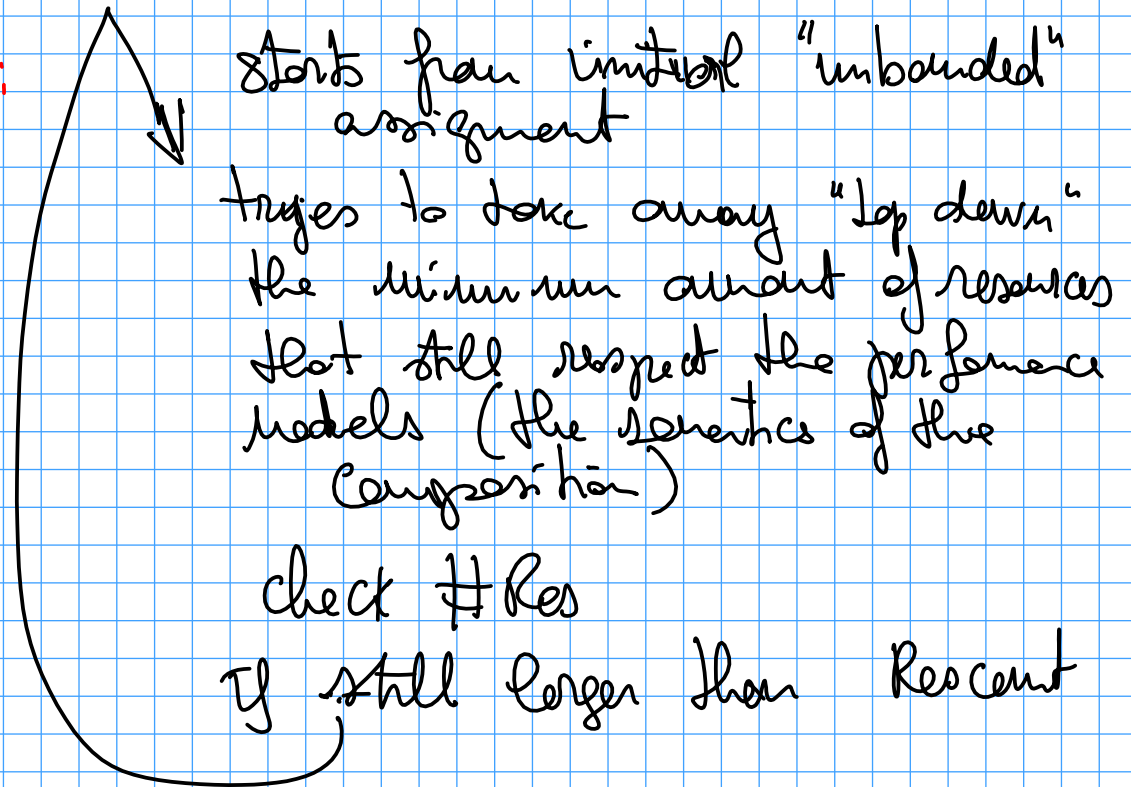 starts from initial "unbounded"
assigment
tryes to take away "top down"
the minimum amount of resources
that still respect the performance
models (the semantics of the
composition)
check #Res
If still larger than Rescount